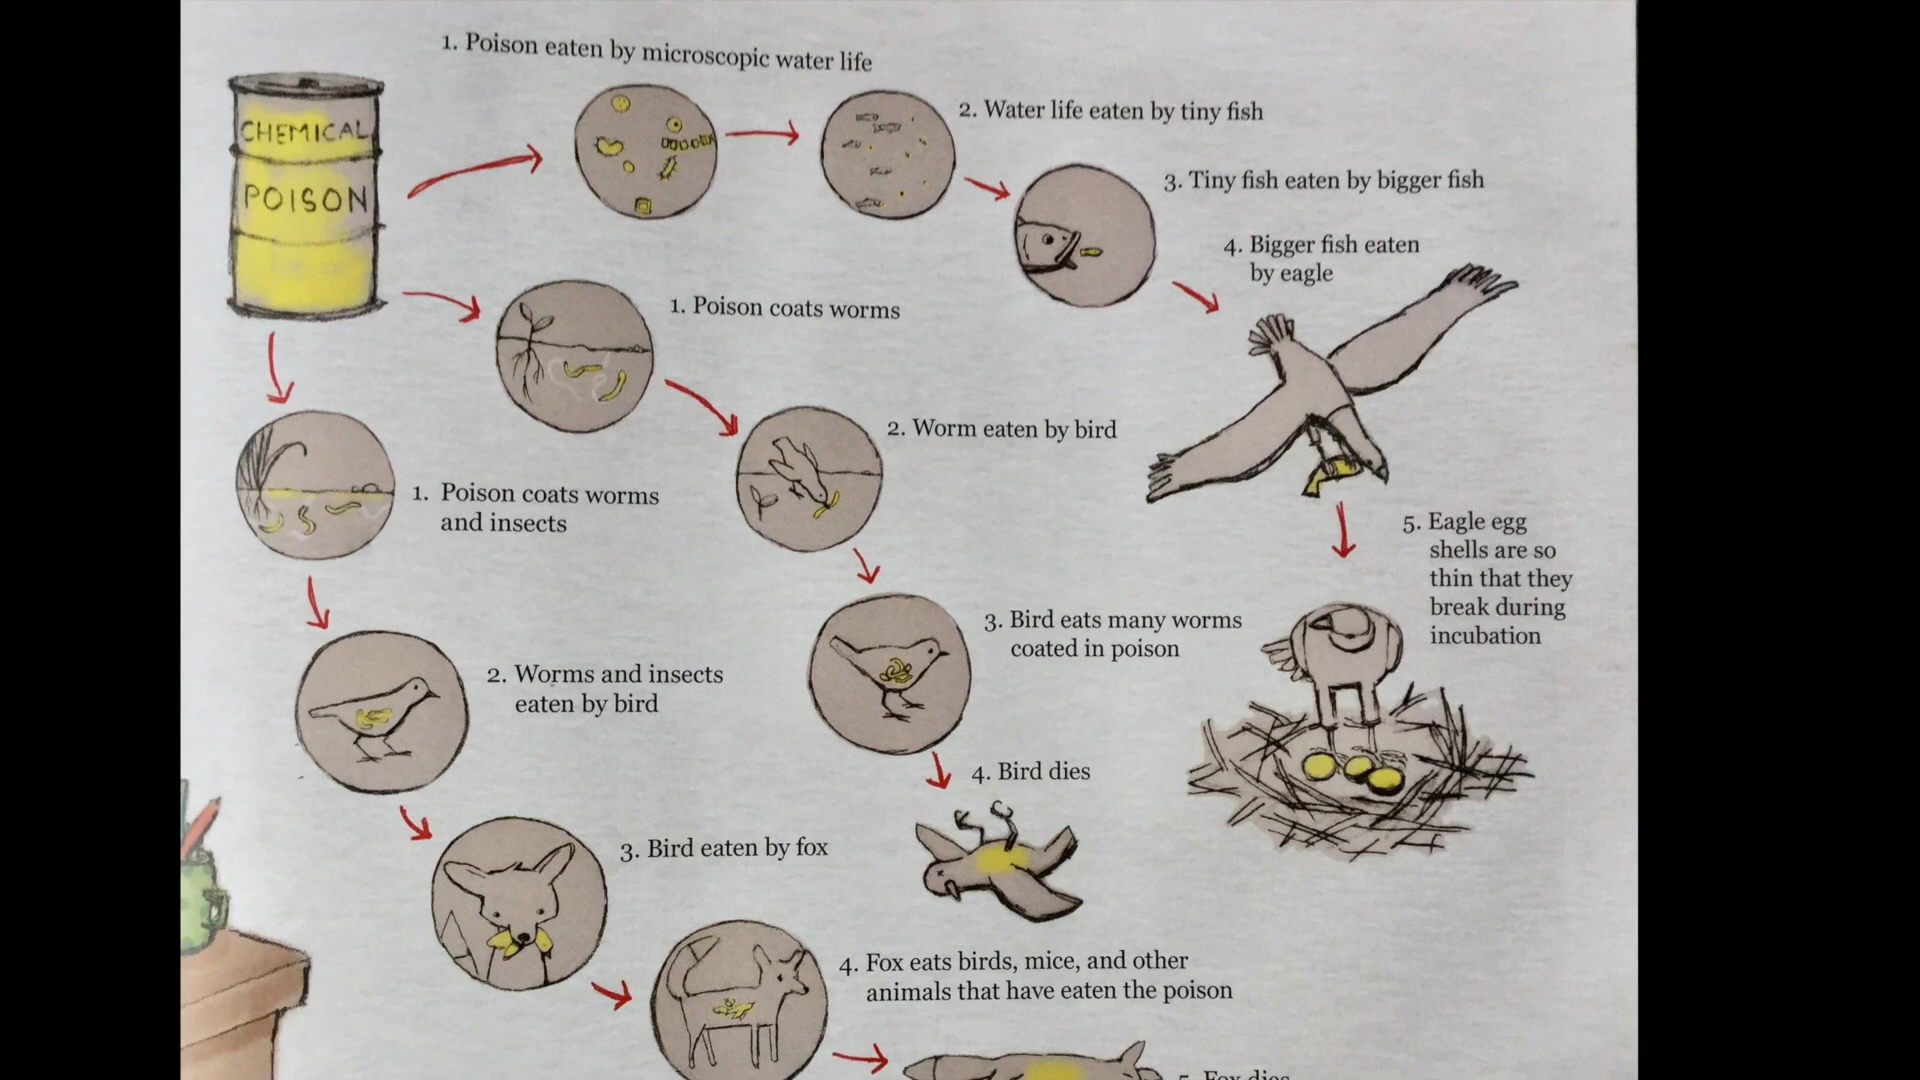 1. Poison eaten by microscopic water life
CHEMICAL
POISON
2. Water life eaten by tiny fish
3. Tiny fish eaten by bigger fish
4. Bigger fish eaten
by eagle
1. Poison coats worms
2. Worm eaten by bird
1. Poison coats worms
and insects
5. Eagle egg
shells are so
thin that they
break during
incubation
3. Bird eats many worms
coated in poison
2. Worms and insects
eaten by bird
4. Bird dies
3. Bird eaten by fox
4. Fox eats birds, mice, and other
animals that have eaten the poison
5. Fox dies